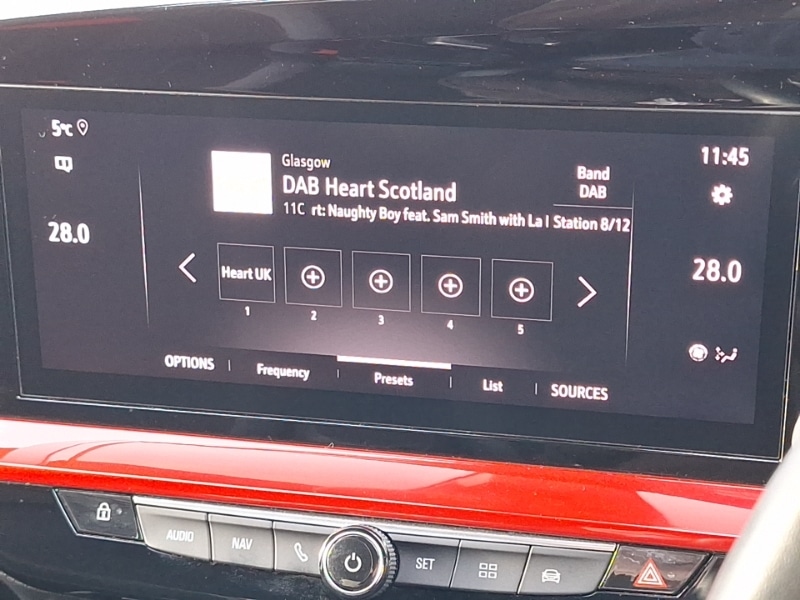 5°C
11:45
Glasgow
DAB Heart Scotland
11C rt: Naughty Boy feat. Sam Smith with La l
Band
DAB
Station 8/12
28.0
28.0
Heart UK
1
2
3
4
5
OPTIONS
Frequency
Presets
List
SOURCES
AUDIO
NAV
SET